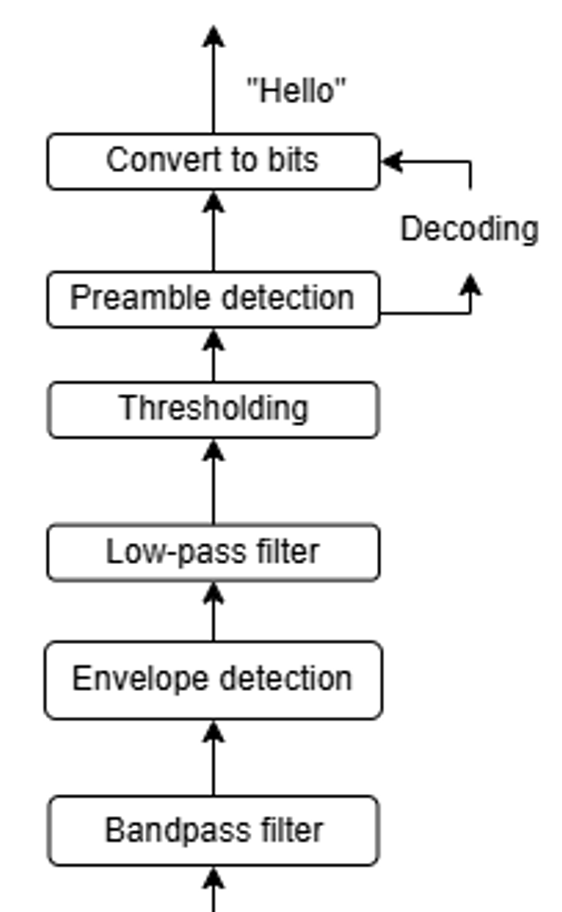 "Hello"
Convert to bits
Decoding
Preamble detection
Thresholding
Low-pass filter
Envelope detection
Bandpass filter